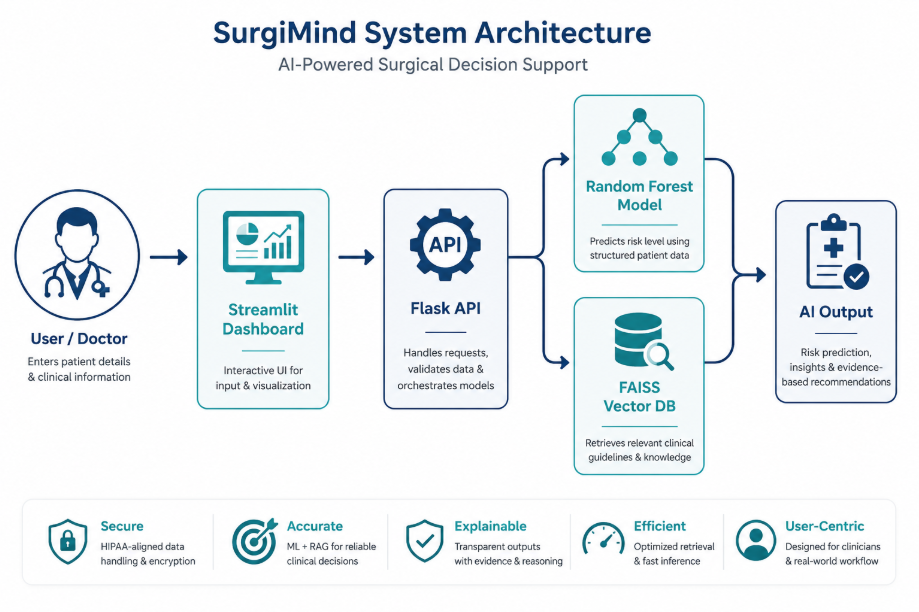 SurgiMind System Architecture
AI-Powered Surgical Decision Support
User / Doctor
Enters patient details
& clinical information
Streamlit
Dashboard
Interactive UI for
input & visualization
API
Flask API
Handles requests,
validates data &
orchestrates models
Random Forest
Model
Predicts risk level using
structured patient data
FAISS
Vector DB
Retrieves relevant clinical
guidelines & knowledge
AI Output
Risk prediction,
insights & evidence-
based recommendations
Secure
HIPAA-aligned data
handling & encryption
Accurate
ML + RAG for reliable
clinical decisions
Explainable
Transparent outputs
with evidence & reasoning
Efficient
Optimized retrieval
& fast inference
User-Centric
Designed for clinicians
& real-world workflow